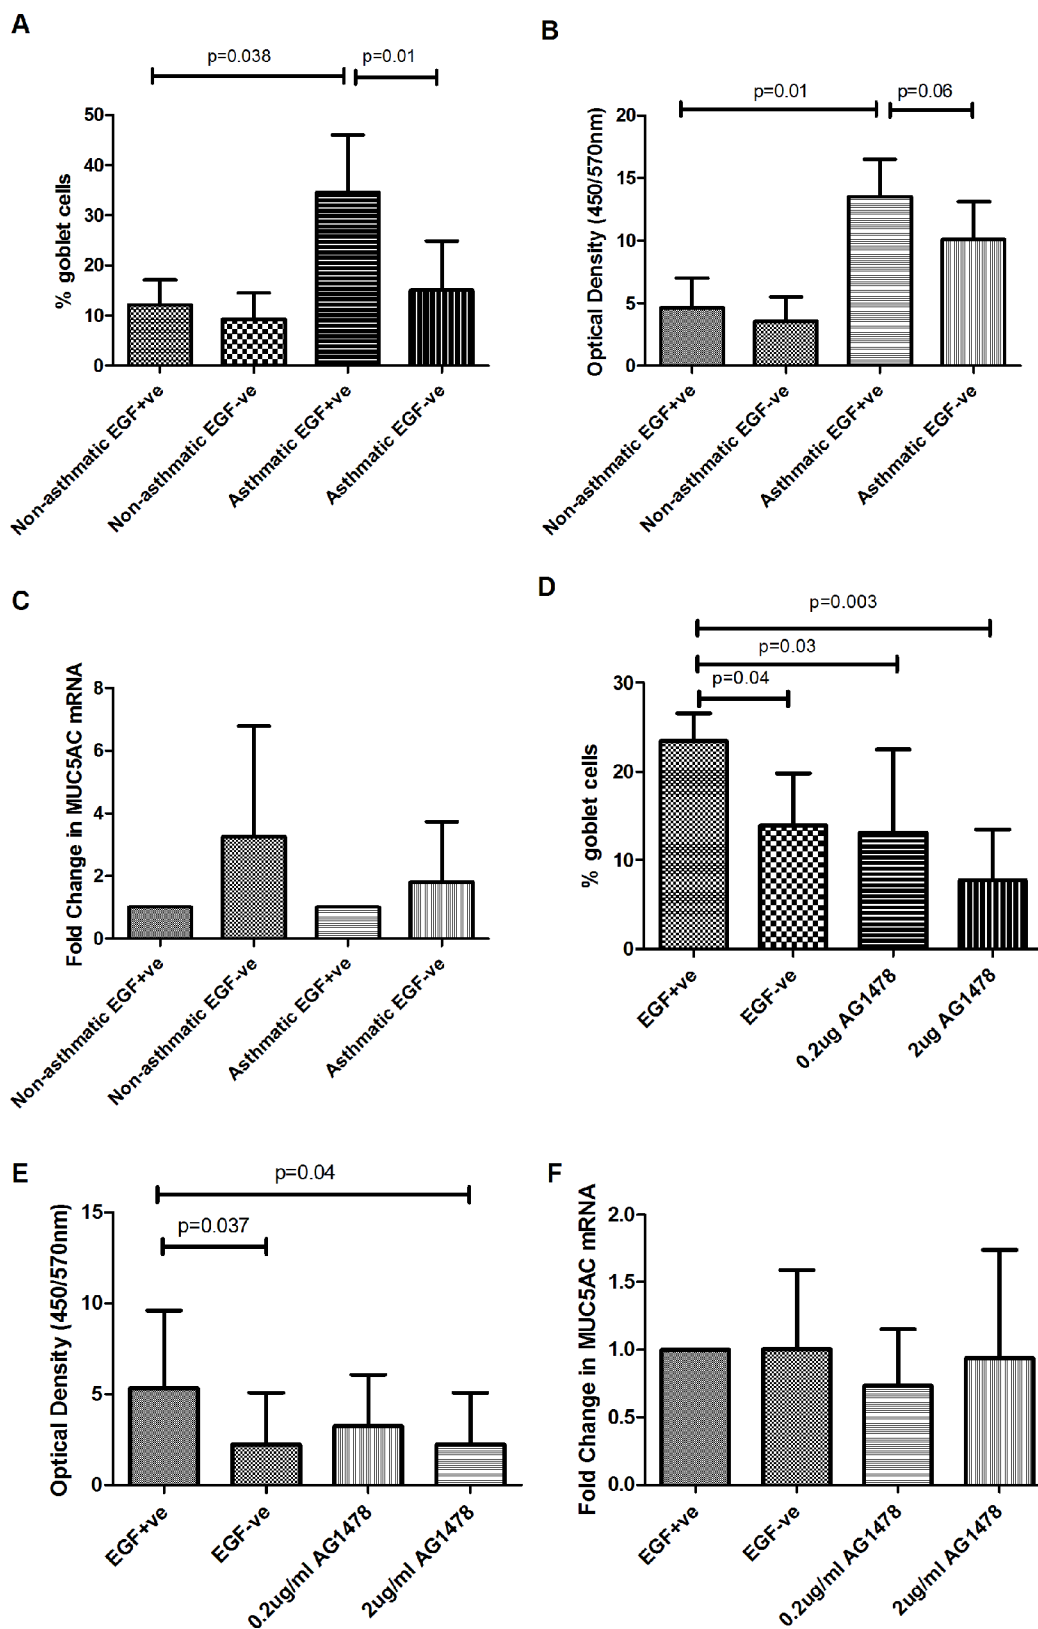 A
p=0.038
p=0.01
% goblet cells
50
40
30
20
10
0
Non-asthmatic EGF+ve
Non-asthmatic EGF-ve
Asthmatic EGF+ve
Asthmatic EGF-ve
B
p=0.01
p=0.06
Optical Density (450/570nm)
20
15
10
5
0
Non-asthmatic EGF+ve
Non-asthmatic EGF-ve
Asthmatic EGF+ve
Asthmatic EGF-ve
C
Fold Change in MUC5AC mRNA
8
6
4
2
0
Non-asthmatic EGF+ve
Non-asthmatic EGF-ve
Asthmatic EGF+ve
Asthmatic EGF-ve
D
p=0.003
p=0.03
p=0.04
% goblet cells
30
20
10
0
EGF+ve
EGF-ve
0.2ug AG1478
2ug AG1478
E
p=0.04
p=0.037
Optical Density (450/570nm)
15
10
5
0
EGF+ve
EGF-ve
0.2ug/ml AG1478
2ug/ml AG1478
F
Fold Change in MUC5AC mRNA
2.0
1.5
1.0
0.5
0.0
EGF+ve
EGF-ve
0.2ug/ml AG1478
2ug/ml AG1478